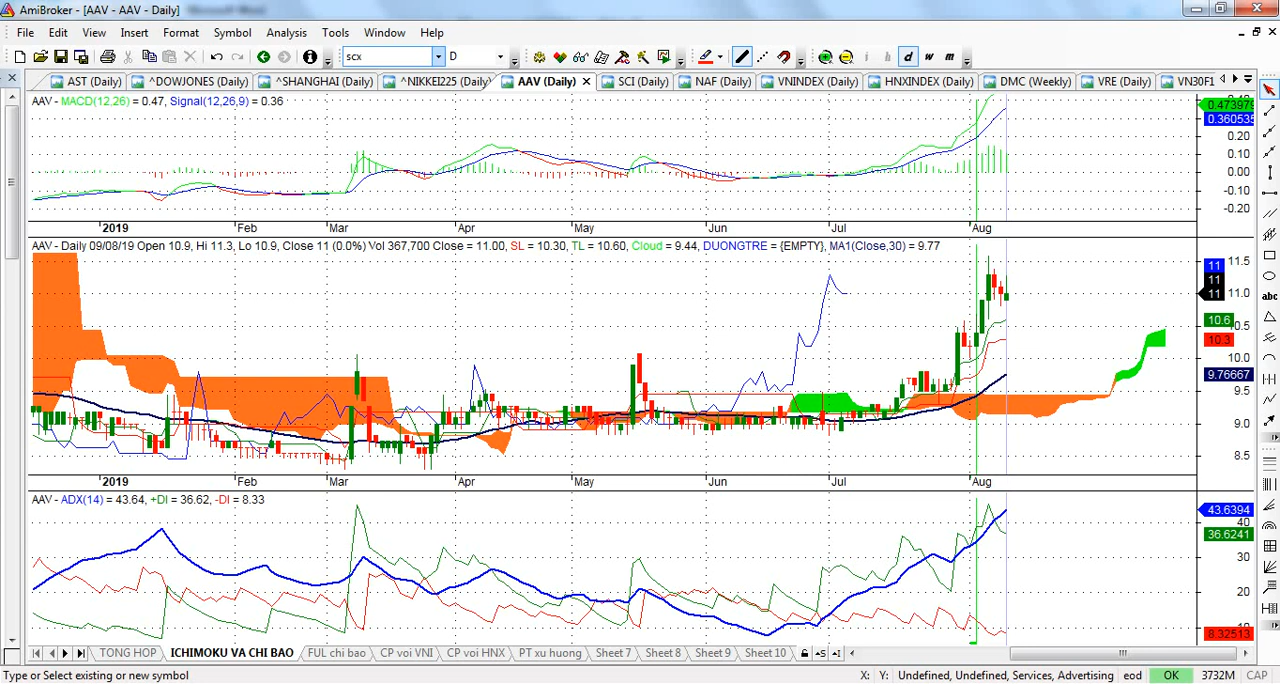 AmiBroker - [AAV - AAV - Daily]
File Edit View Insert Format Symbol Analysis Tools Window Help
scx D i h d w m
AST (Daily) ^DOWJONES (Daily) ^SHANGHAI (Daily) ^NIKKEI225 (Daily) AAV (Daily) SCI (Daily) NAF (Daily) VNINDEX (Daily) HNXINDEX (Daily) DMC (Weekly) VRE (Daily) VN30F1
AAV - MACD(12,26) = 0.47, Signal(12,26,9) = 0.36
0.473979
0.360535
0.20
0.10
0.00
-0.10
-0.20
2019 Feb Mar Apr May Jun Jul Aug
AAV - Daily 09/08/19 Open 10.9, Hi 11.3, Lo 10.9, Close 11 (0.0%) Vol 367,700 Close = 11.00, SL = 10.30, TL = 10.60, Cloud = 9.44, DUONGTRE = {EMPTY}, MA1(Close,30) = 9.77
11 11.5
11
11 11.0
10.6 10.5
10.3
10.0
9.76667
9.5
9.0
8.5
2019 Feb Mar Apr May Jun Jul Aug
AAV - ADX(14) = 43.64, +DI = 36.62, -DI = 8.33
43.6394
40
36.6241
30
20
8.32513
abc
TONG HOP ICHIMOKU VA CHI BAO FUL chi bao CP voi VNI CP voi HNX PT xu huong Sheet 7 Sheet 8 Sheet 9 Sheet 10
Type or Select existing or new symbol X: Y: Undefined, Undefined, Services, Advertising eod OK 3732M CAP